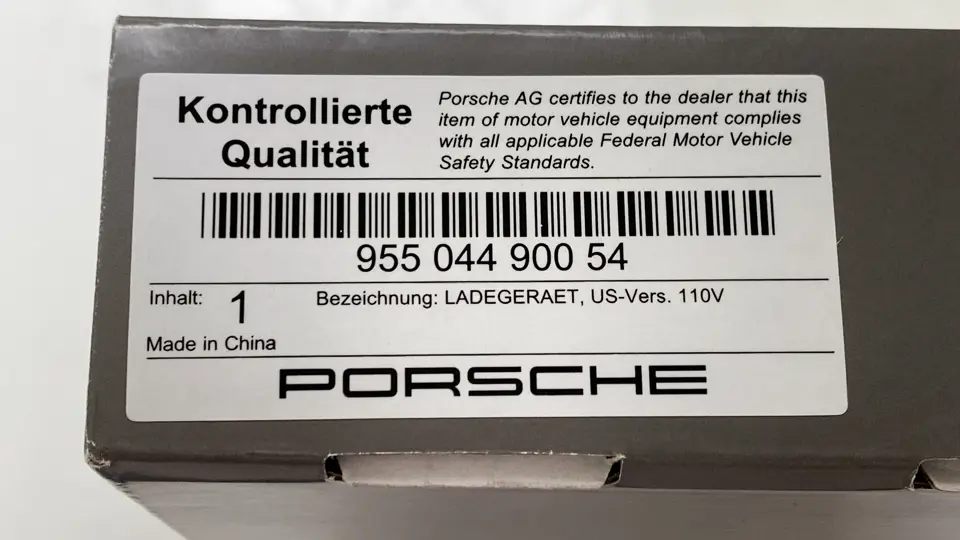 Kontrollierte
Qualität
Porsche AG certifies to the dealer that this
item of motor vehicle equipment complies
with all applicable Federal Motor Vehicle
Safety Standards.
955 044 900 54
Inhalt: 1 Bezeichnung: LADEGERAET, US-Vers. 110V
Made in China
PORSCHE